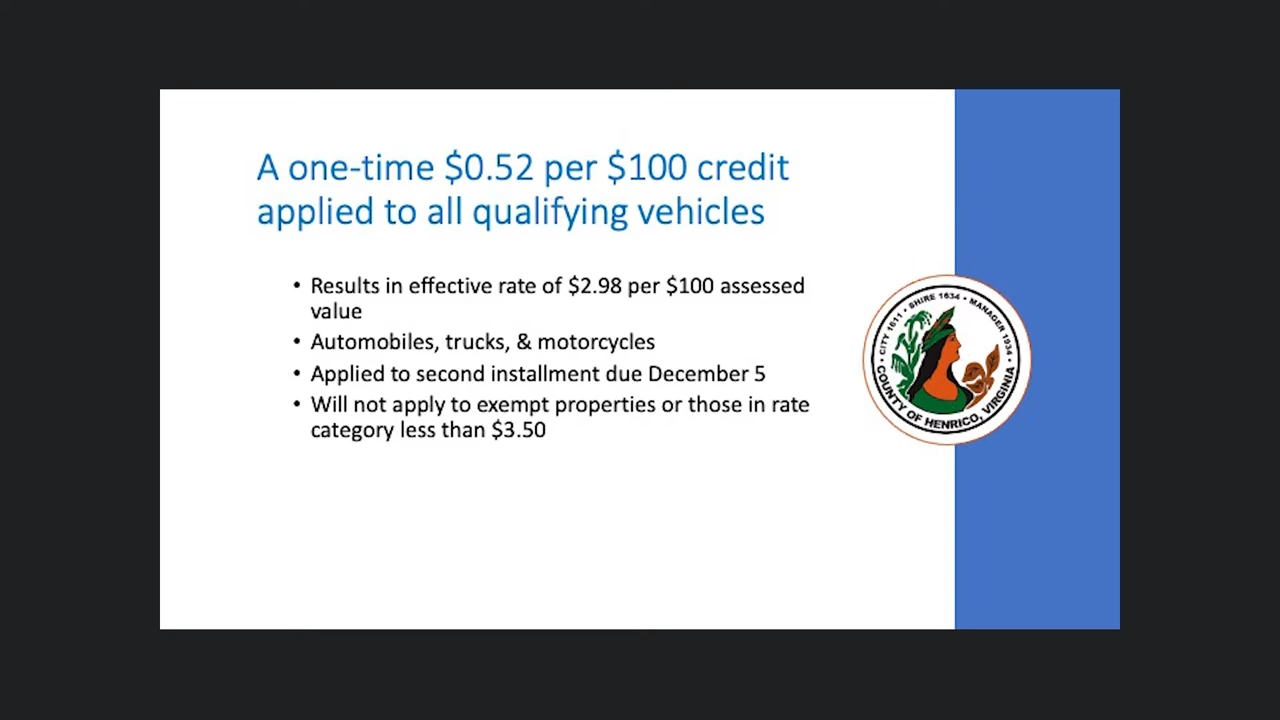 A one-time $0.52 per $100 credit
applied to all qualifying vehicles
• Results in effective rate of $2.98 per $100 assessed
value
• Automobiles, trucks, & motorcycles
• Applied to second installment due December 5
• Will not apply to exempt properties or those in rate
category less than $3.50
• CITY 1611 • SHIRE 1634 • MANAGER 1934 •
COUNTY OF HENRICO, VIRGINIA